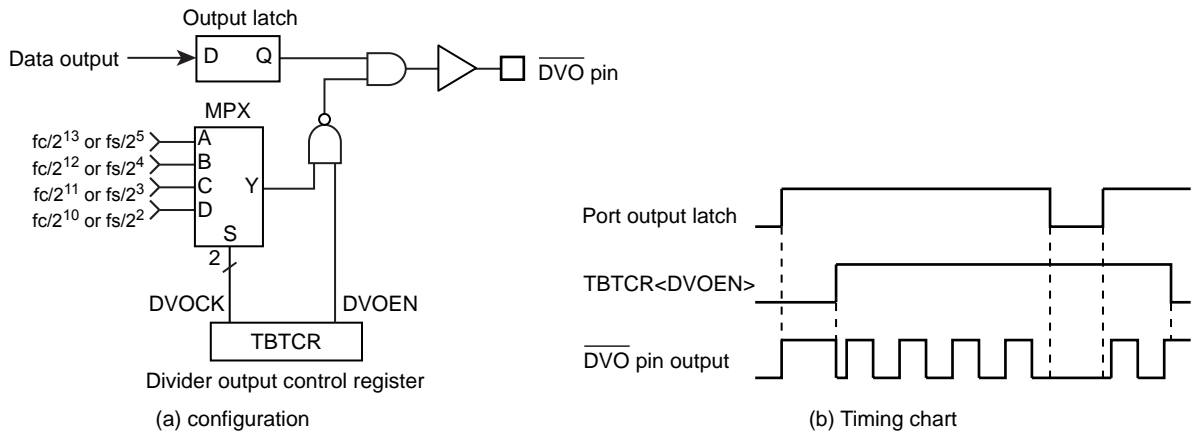 Output latch
Data output
D Q
DVO pin
MPX
fc/2^13 or fs/2^5
A
fc/2^12 or fs/2^4
B
fc/2^11 or fs/2^3
C
Y
fc/2^10 or fs/2^2
D
S
2
DVOCK
DVOEN
TBTCR
Divider output control register
(a) configuration
Port output latch
TBTCR<DVOEN>
DVO pin output
(b) Timing chart